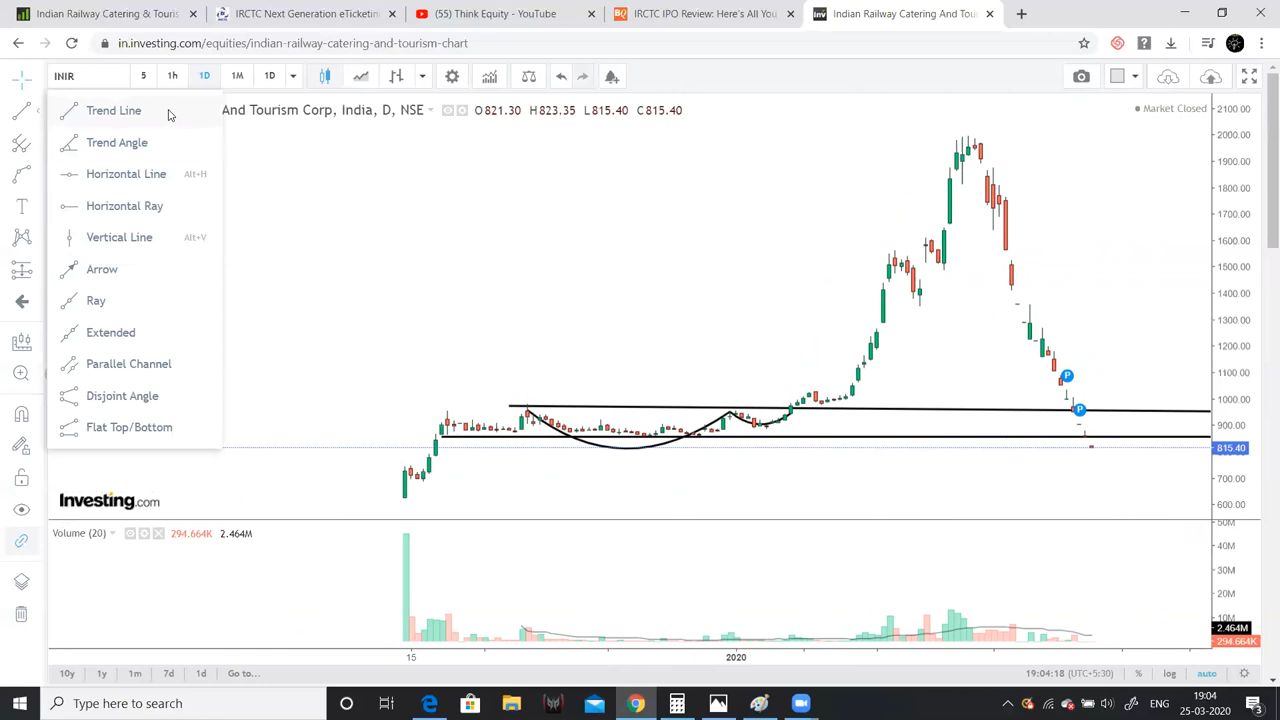 Indian Railway Catering & Touris
IRCTC Next Generation eTicketing
(55) Think Equity - YouTube
IRCTC IPO Review: Here's All You
Indian Railway Catering And Tou
in.investing.com/equities/indian-railway-catering-and-tourism-chart
INIR
5
1h
1D
1M
1D
And Tourism Corp, India, D, NSE
O821.30 H823.35 L815.40 C815.40
Market Closed
Trend Line
Trend Angle
Horizontal Line Alt+H
Horizontal Ray
Vertical Line Alt+V
Arrow
Ray
Extended
Parallel Channel
Disjoint Angle
Flat Top/Bottom
2100.00
2000.00
1900.00
1800.00
1700.00
1600.00
1500.00
1400.00
1300.00
1200.00
1100.00
1000.00
900.00
815.40
700.00
600.00
P
P
Investing.com
Volume (20)
294.664K 2.464M
50M
40M
30M
20M
10M
2.464M
294.664K
15
2020
10y
1y
1m
7d
1d
Go to...
19:04:18 (UTC+5:30)
%
log
auto
Type here to search
ENG
19:04
25-03-2020
3